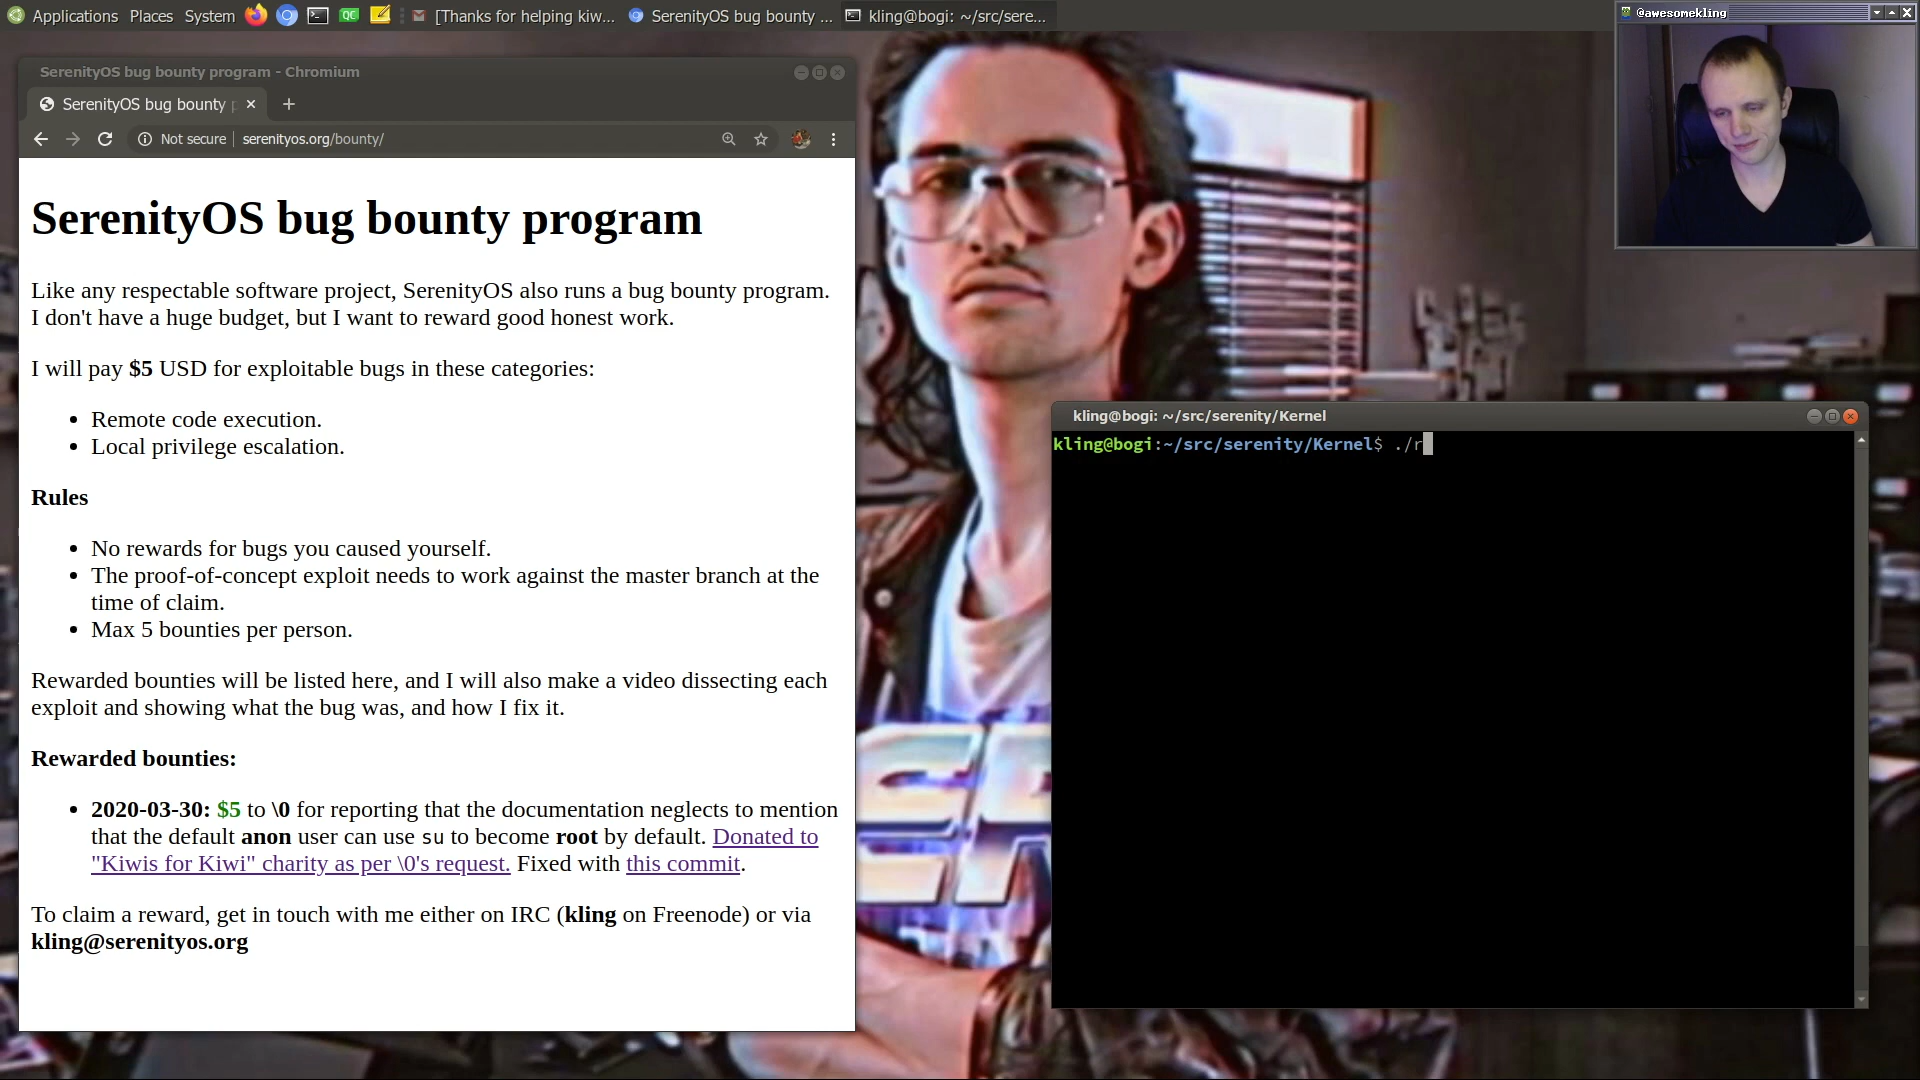 Applications Places System QC [Thanks for helping kiw... SerenityOS bug bounty ... kling@bogi: ~/src/sere...
@awesomekling
SerenityOS bug bounty program - Chromium
SerenityOS bug bounty p
Not secure serenityos.org/bounty/
SerenityOS bug bounty program
Like any respectable software project, SerenityOS also runs a bug bounty program.
I don't have a huge budget, but I want to reward good honest work.
I will pay $5 USD for exploitable bugs in these categories:
• Remote code execution.
• Local privilege escalation.
Rules
• No rewards for bugs you caused yourself.
• The proof-of-concept exploit needs to work against the master branch at the
time of claim.
• Max 5 bounties per person.
Rewarded bounties will be listed here, and I will also make a video dissecting each
exploit and showing what the bug was, and how I fix it.
Rewarded bounties:
• 2020-03-30: $5 to \0 for reporting that the documentation neglects to mention
that the default anon user can use su to become root by default. Donated to
"Kiwis for Kiwi" charity as per \0's request. Fixed with this commit.
To claim a reward, get in touch with me either on IRC (kling on Freenode) or via
kling@serenityos.org
kling@bogi: ~/src/serenity/Kernel
kling@bogi:~/src/serenity/Kernel$ ./r